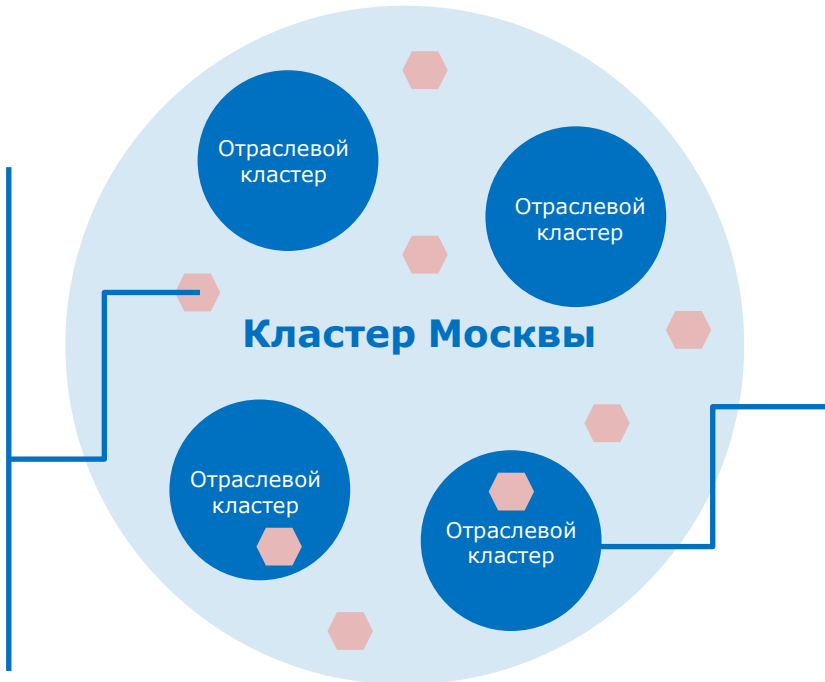 Отраслевой
кластер
Отраслевой
кластер
Кластер Москвы
Отраслевой
кластер
Отраслевой
кластер